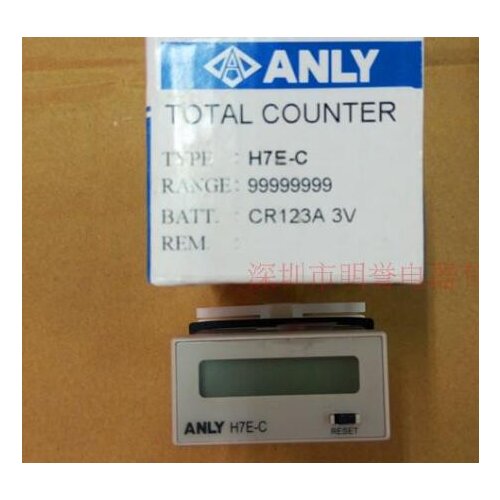 ANLY
TOTAL COUNTER
TYPE : H7E-C
RANGE: 99999999
BATT. : CR123A 3V
REM. :
深圳市明誉电器
ANLY H7E-C
RESET